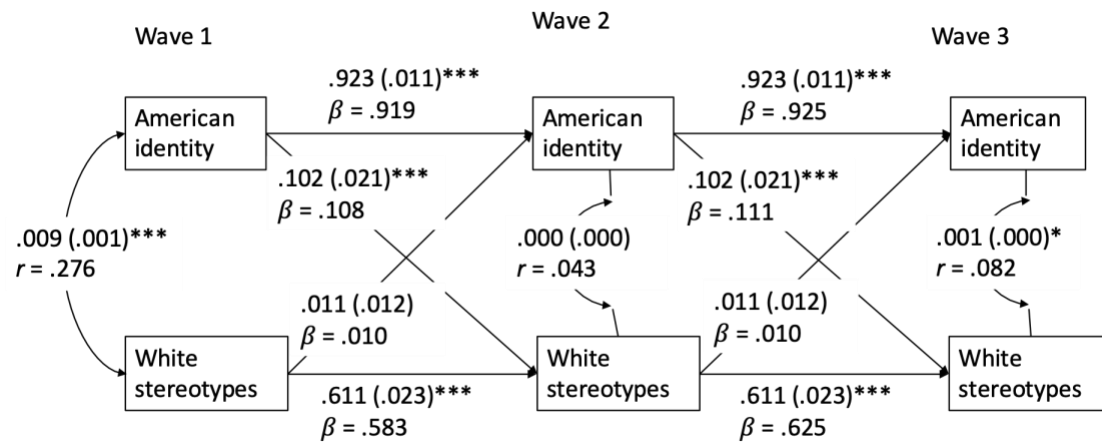 Wave 1
Wave 2
Wave 3
.923 (.011)***
β = .919
.923 (.011)***
β = .925
American
identity
American
identity
American
identity
.102 (.021)***
β = .108
.102 (.021)***
β = .111
.009 (.001)***
r = .276
.000 (.000)
r = .043
.001 (.000)*
r = .082
.011 (.012)
β = .010
.011 (.012)
β = .010
White
stereotypes
White
stereotypes
White
stereotypes
.611 (.023)***
β = .583
.611 (.023)***
β = .625